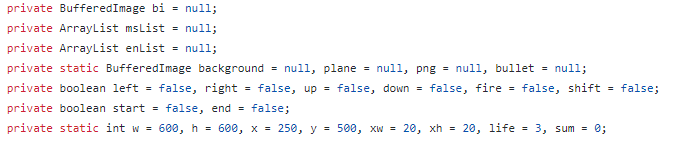 private BufferedImage bi = null;
private ArrayList msList = null;
private ArrayList enList = null;
private static BufferedImage background = null, plane = null, png = null, bullet = null;
private boolean left = false, right = false, up = false, down = false, fire = false, shift = false;
private boolean start = false, end = false;
private static int w = 600, h = 600, x = 250, y = 500, xw = 20, xh = 20, life = 3, sum = 0;